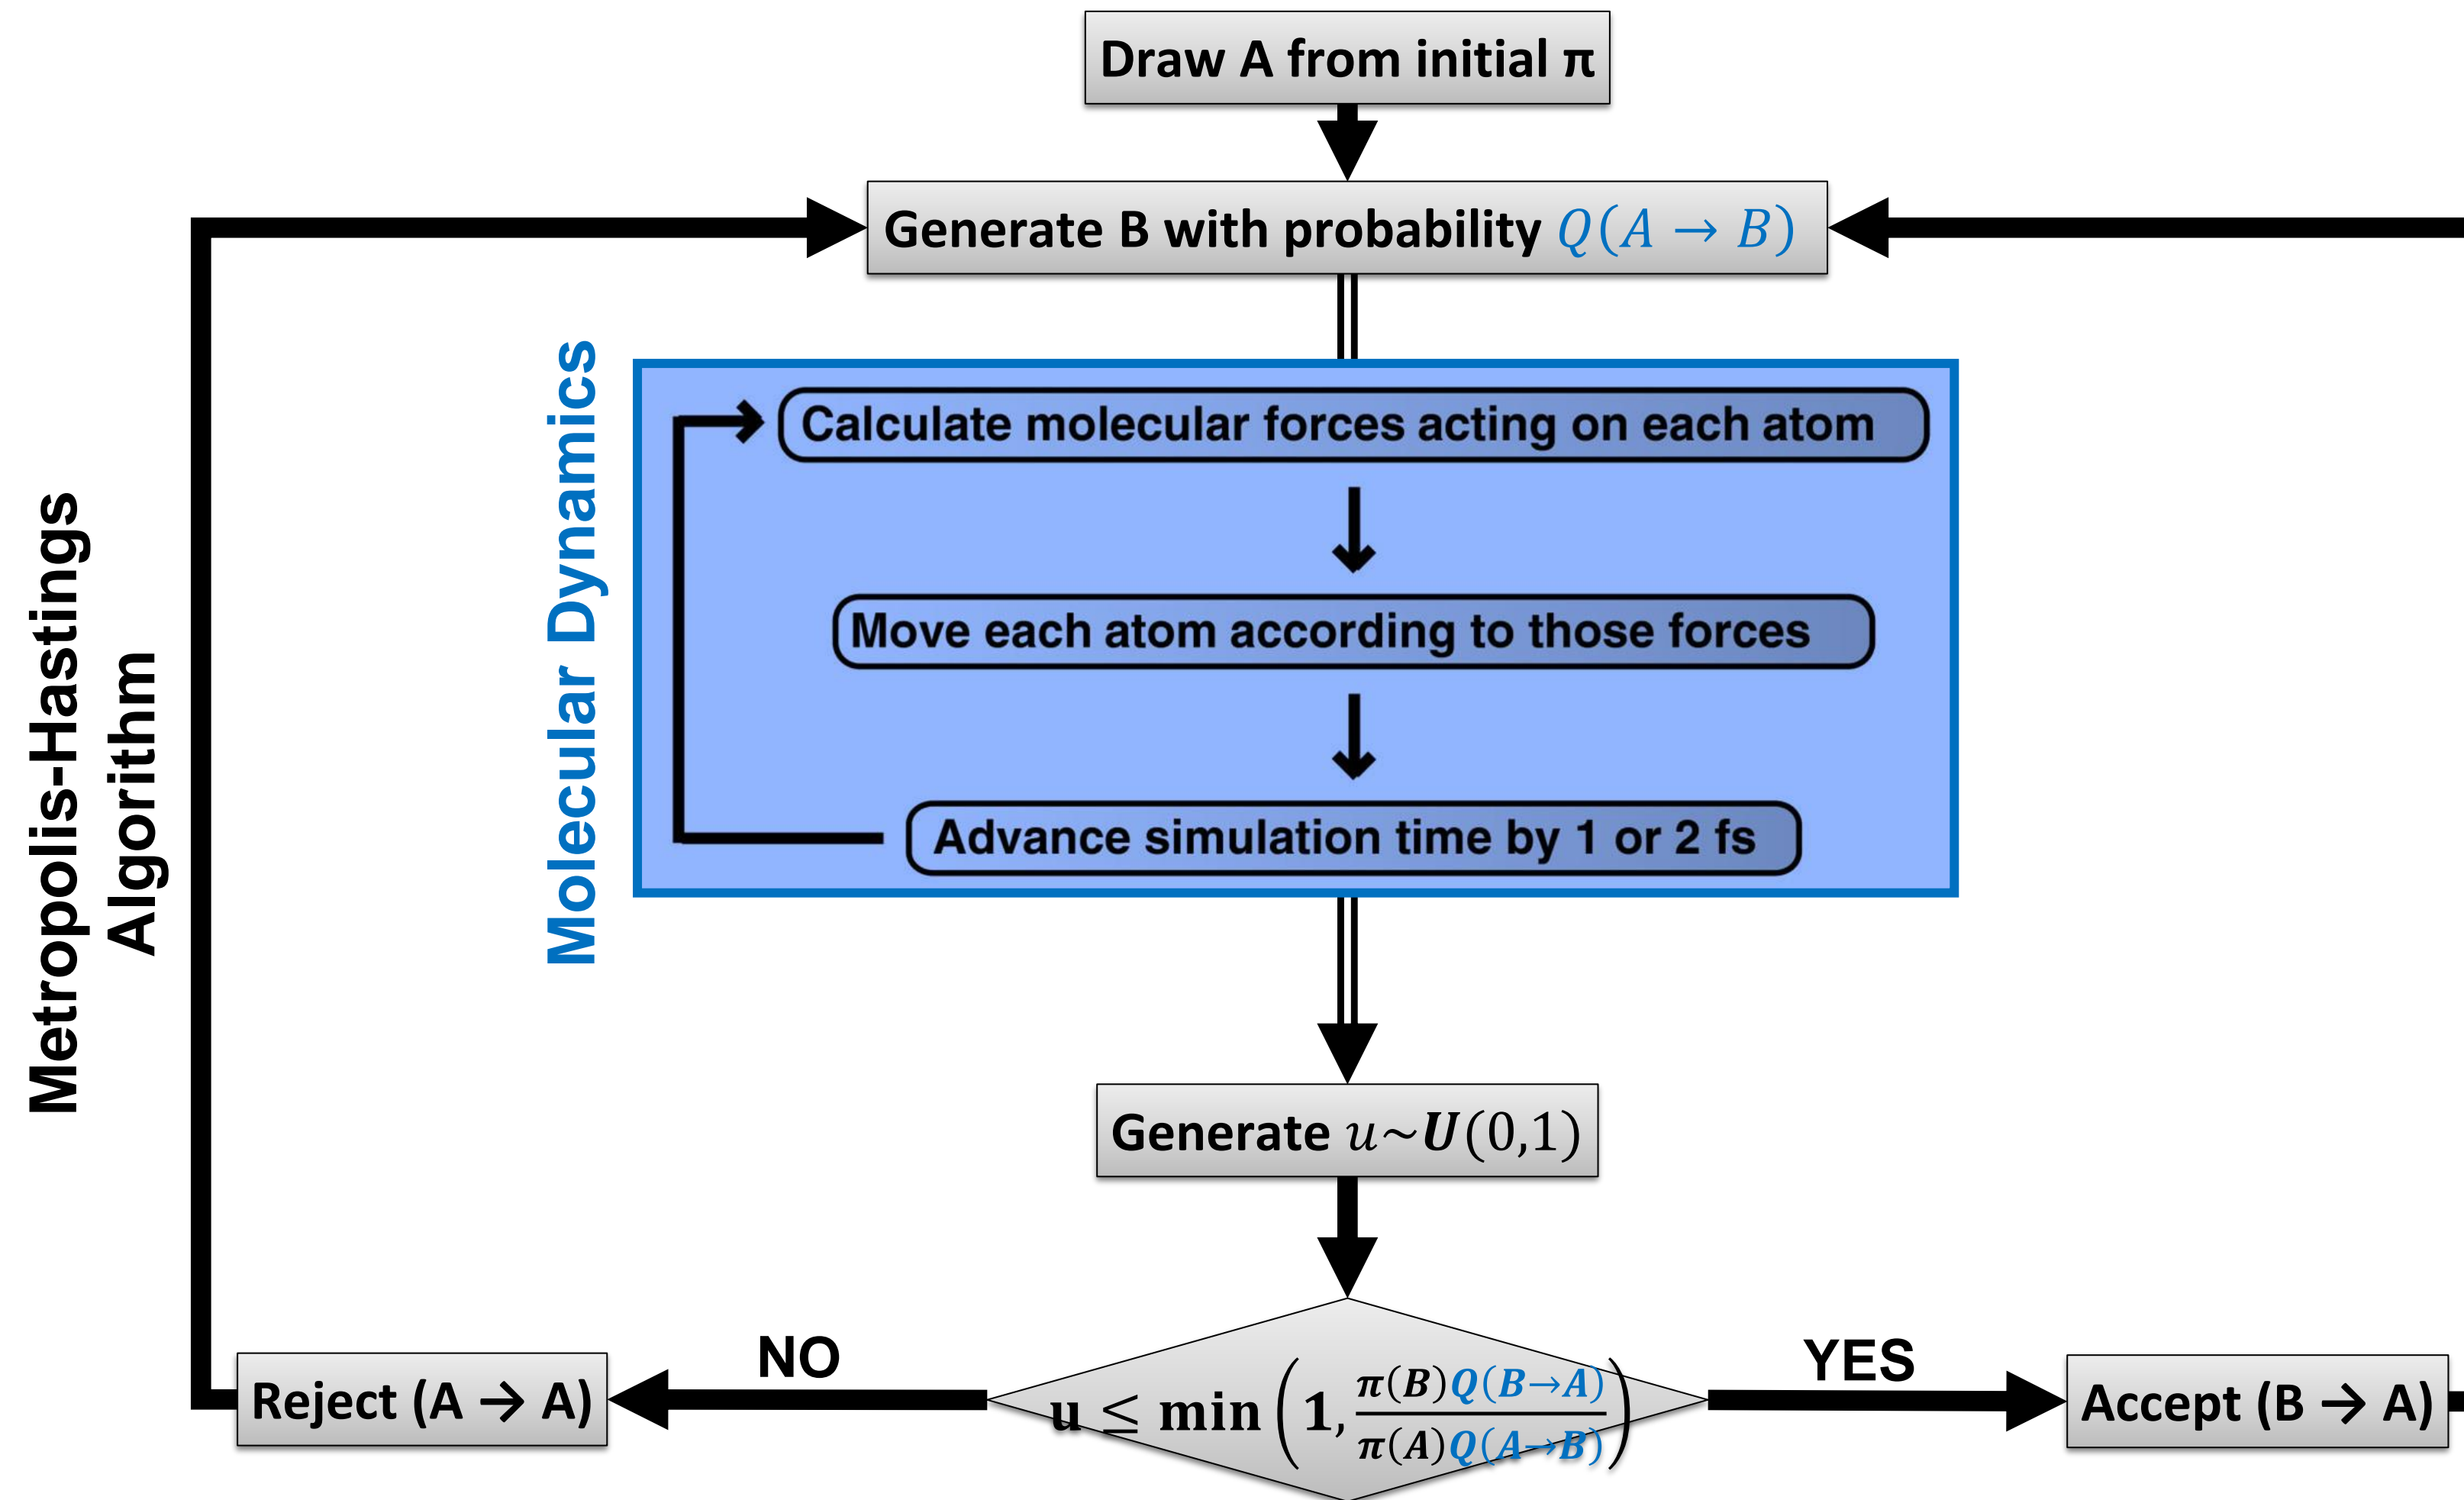 Draw A from initial π
Generate B with probability Q(A → B)
Metropolis-Hastings
Algorithm
Molecular Dynamics
Calculate molecular forces acting on each atom
Move each atom according to those forces
Advance simulation time by 1 or 2 fs
Generate u~U(0,1)
NO
YES
Reject (A → A)
u ≤ min(1, π(B)Q(B→A) / π(A)Q(A→B))
Accept (B → A)